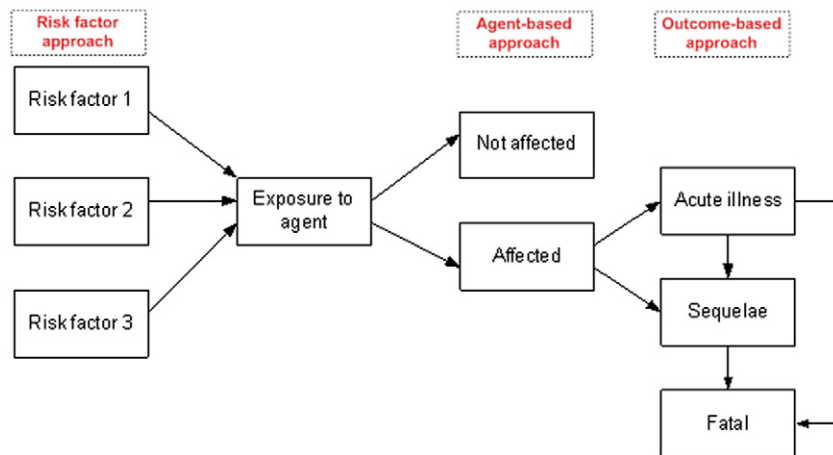 Risk factor
approach
Agent-based
approach
Outcome-based
approach
Risk factor 1
Risk factor 2
Risk factor 3
Exposure to
agent
Not affected
Affected
Acute illness
Sequelae
Fatal